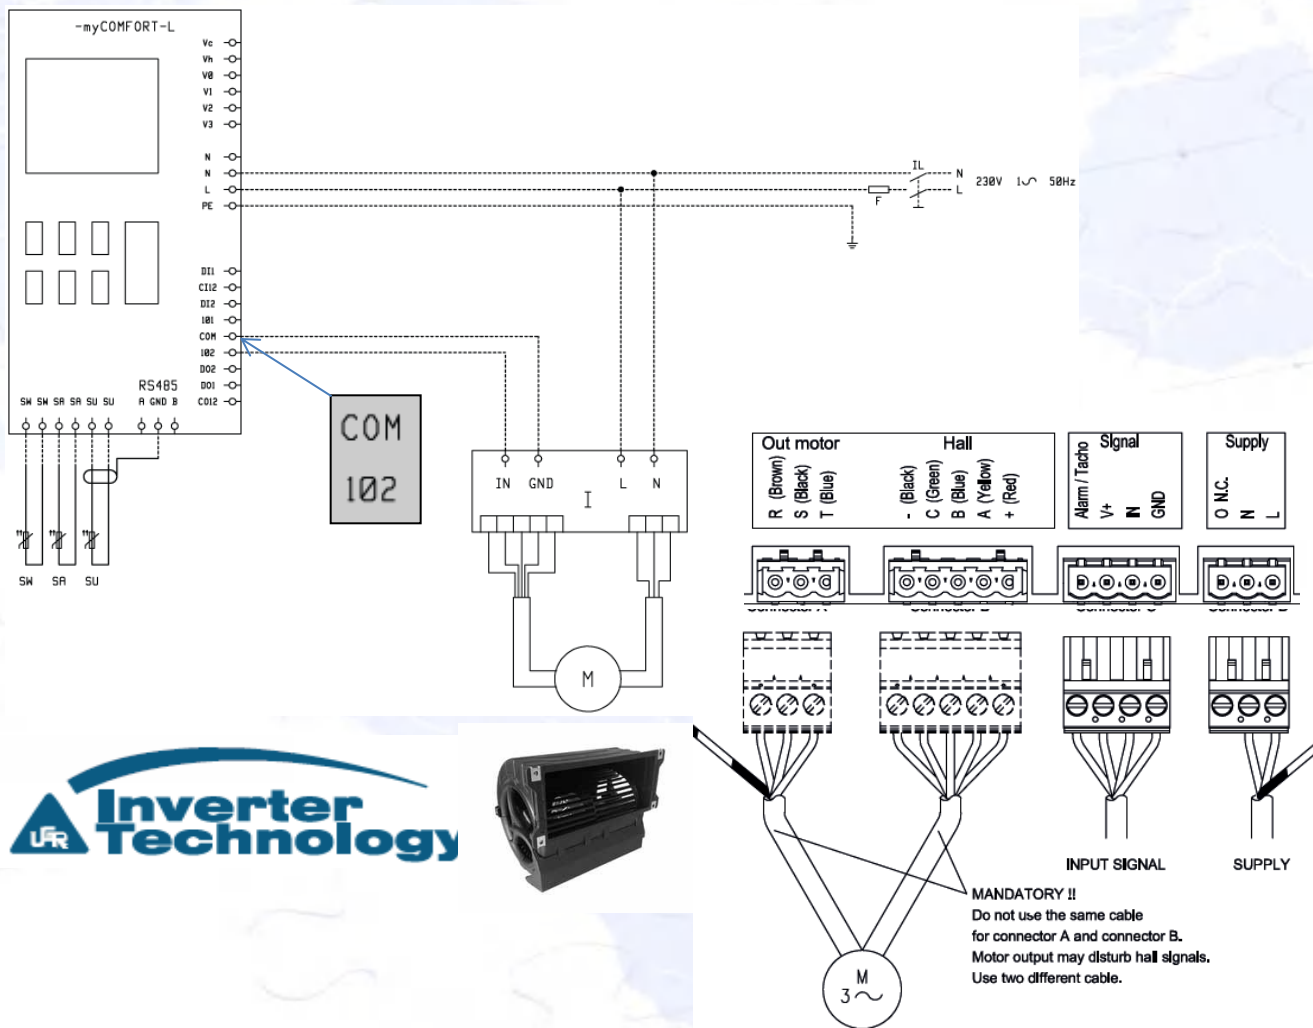 -myCOMFORT-L
Vc
Vh
V0
V1
V2
V3
N
N
L
PE
IL
N
L
F
230V 1 50Hz
DI1
CI12
DI2
101
COM
102
DO2
DO1
CO12
RS485
SW SW SA SA SU SU A GND B
COM
102
IN GND I L N
SW SA SU
M
Out motor
R (Brown)
S (Black)
T (Blue)
Hall
- (Black)
C (Green)
B (Blue)
A (Yellow)
+ (Red)
Signal
Alarm / Tacho
V+
IN
GND
Supply
O N.C.
N
L
INPUT SIGNAL
SUPPLY
MANDATORY !!
Do not use the same cable
for connector A and connector B.
Motor output may disturb hall signals.
Use two different cable.
M
3
Inverter
Technology